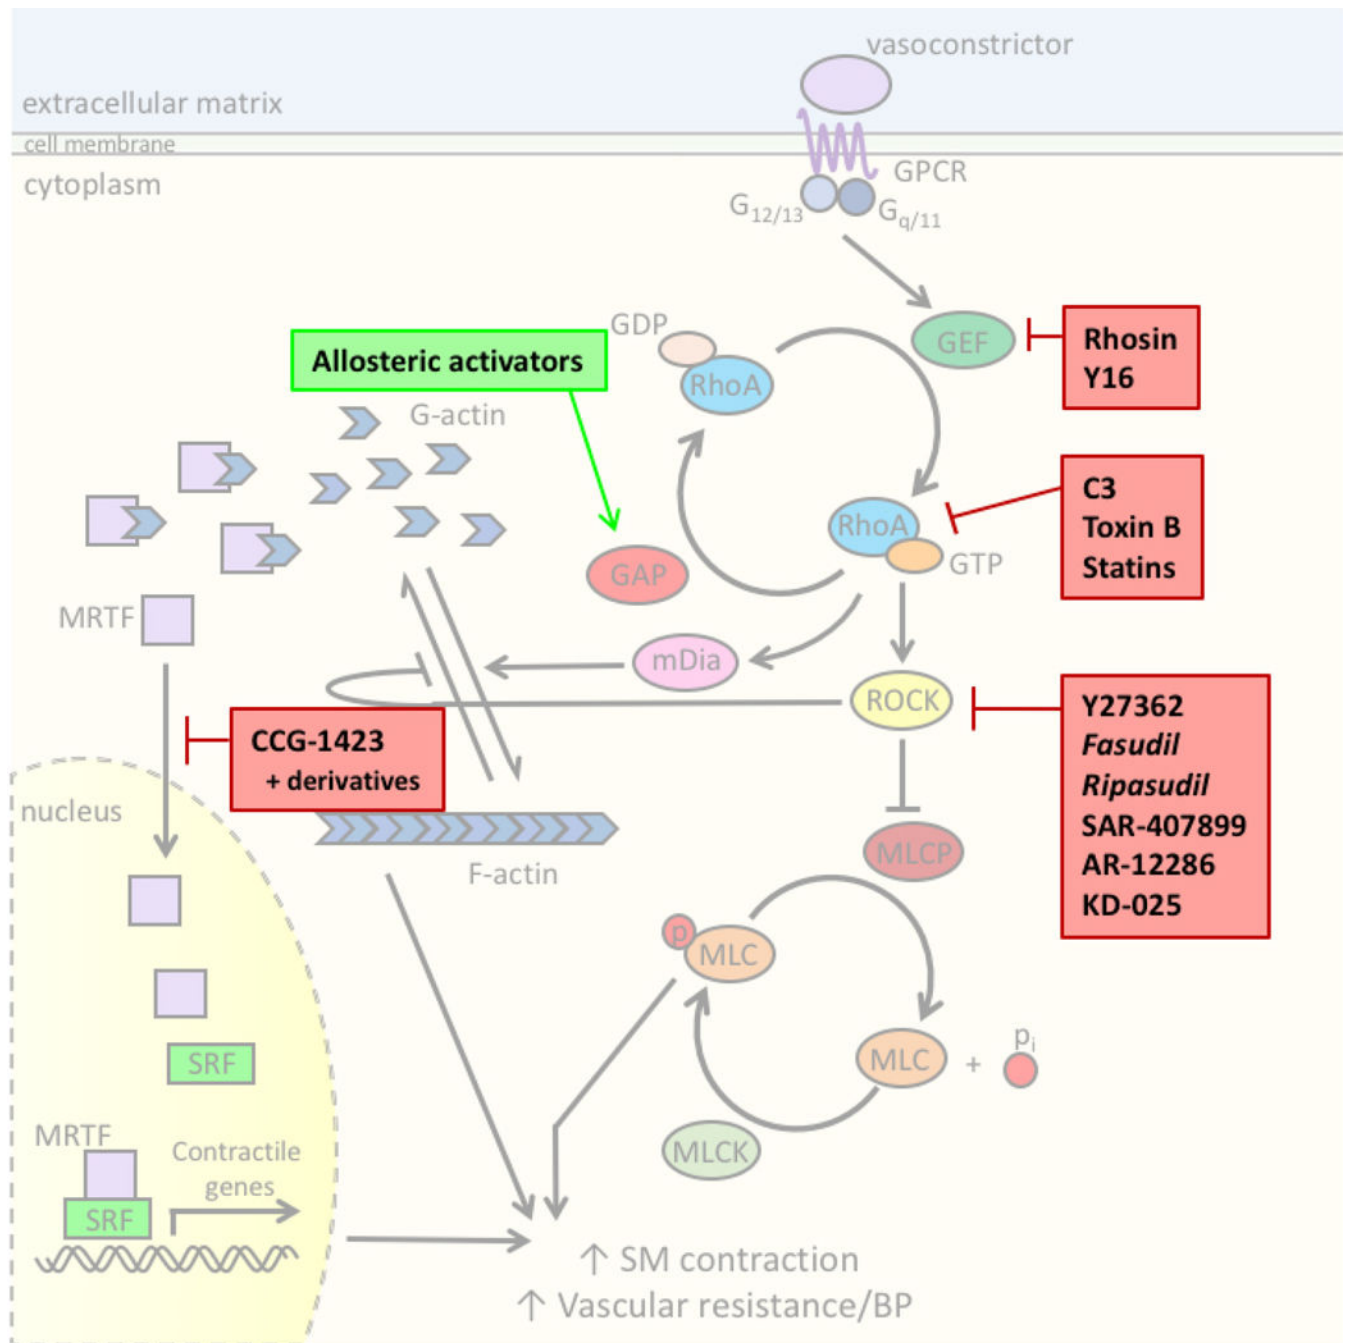 vasoconstrictor
extracellular matrix
cell membrane
cytoplasm
GPCR
G12/13
Gq/11
GDP
GEF
Rhosin
Y16
Allosteric activators
RhoA
G-actin
C3
Toxin B
Statins
RhoA
GTP
GAP
MRTF
mDia
ROCK
Y27362
Fasudil
Ripasudil
SAR-407899
AR-12286
KD-025
CCG-1423
+ derivatives
nucleus
MLCP
F-actin
p
MLC
MLC
+
pi
SRF
MRTF
Contractile
genes
MLCK
SRF
↑ SM contraction
↑ Vascular resistance/BP